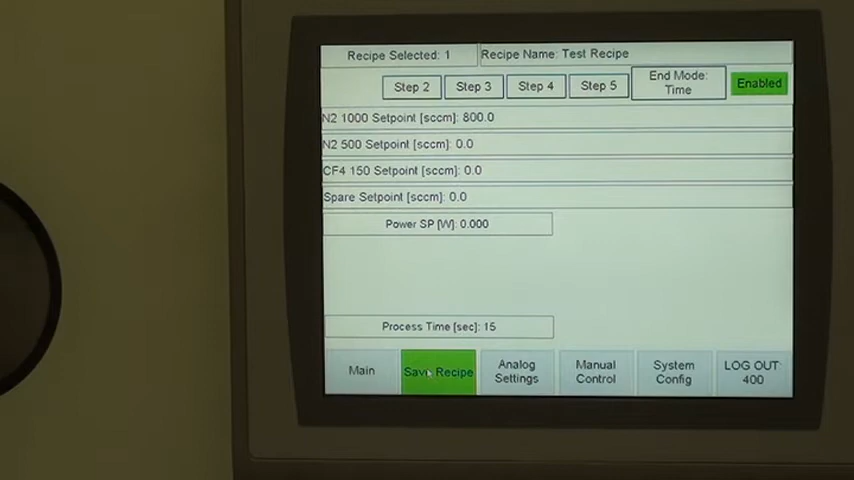 Recipe Selected: 1 Recipe Name: Test Recipe
Step 2 Step 3 Step 4 Step 5 End Mode: Time Enabled
N2 1000 Setpoint [sccm]: 800.0
N2 500 Setpoint [sccm]: 0.0
CF4 150 Setpoint [sccm]: 0.0
Spare Setpoint [sccm]: 0.0
Power SP [W]: 0.000
Process Time [sec]: 15
Main Save Recipe Analog Settings Manual Control System Config LOG OUT: 400